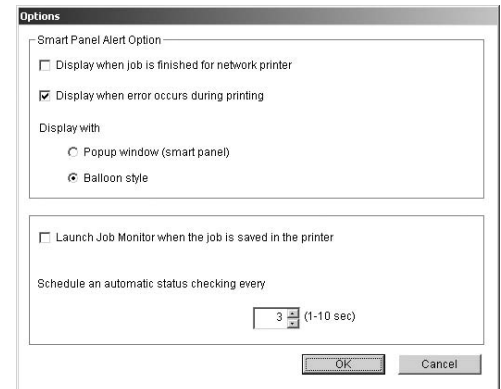 Options
Smart Panel Alert Option
Display when job is finished for network printer
Display when error occurs during printing
Display with
Popup window (smart panel)
Balloon style
Launch Job Monitor when the job is saved in the printer
Schedule an automatic status checking every
3 (1-10 sec)
OK Cancel